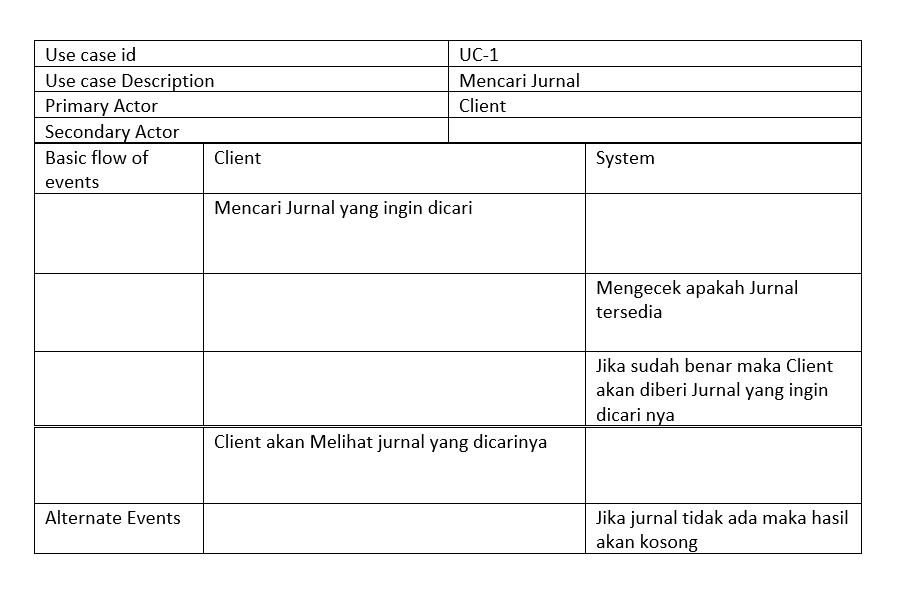 Use case id
UC-1
Use case Description
Mencari Jurnal
Primary Actor
Client
Secondary Actor
Basic flow of
events
Client
System
Mencari Jurnal yang ingin dicari
Mengecek apakah Jurnal
tersedia
Jika sudah benar maka Client
akan diberi Jurnal yang ingin
dicari nya
Client akan Melihat jurnal yang dicarinya
Alternate Events
Jika jurnal tidak ada maka hasil
akan kosong